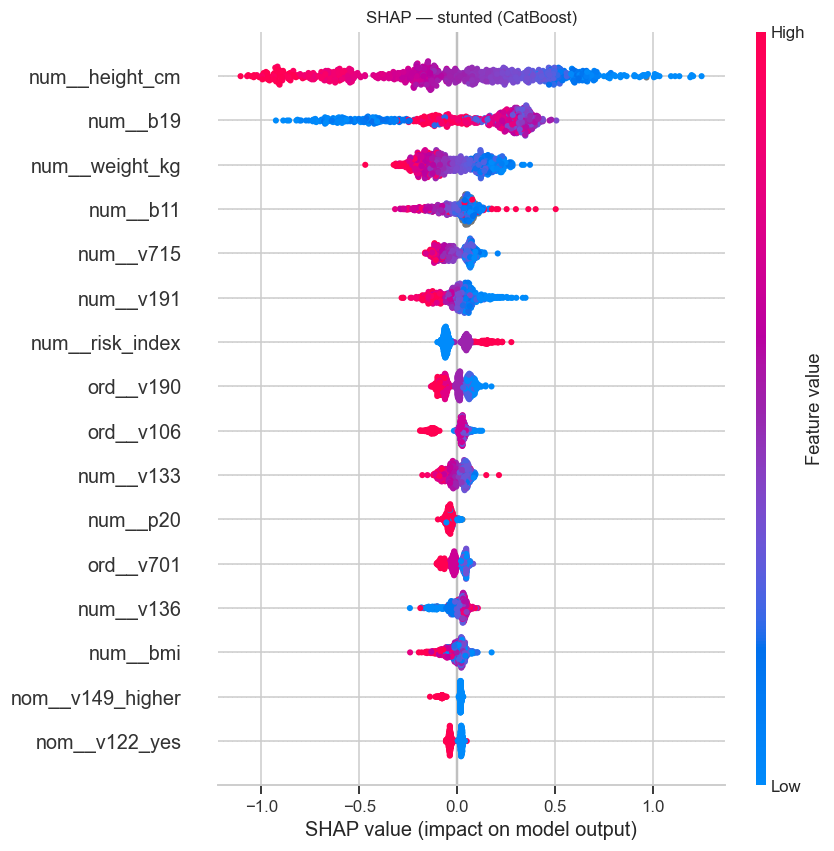 SHAP — stunted (CatBoost)
High
num__height_cm
num__b19
num__weight_kg
num__b11
num__v715
num__v191
num__risk_index
ord__v190
ord__v106
num__v133
num__p20
ord__v701
num__v136
num__bmi
nom__v149_higher
nom__v122_yes
Feature value
Low
−1.0 −0.5 0.0 0.5 1.0
SHAP value (impact on model output)